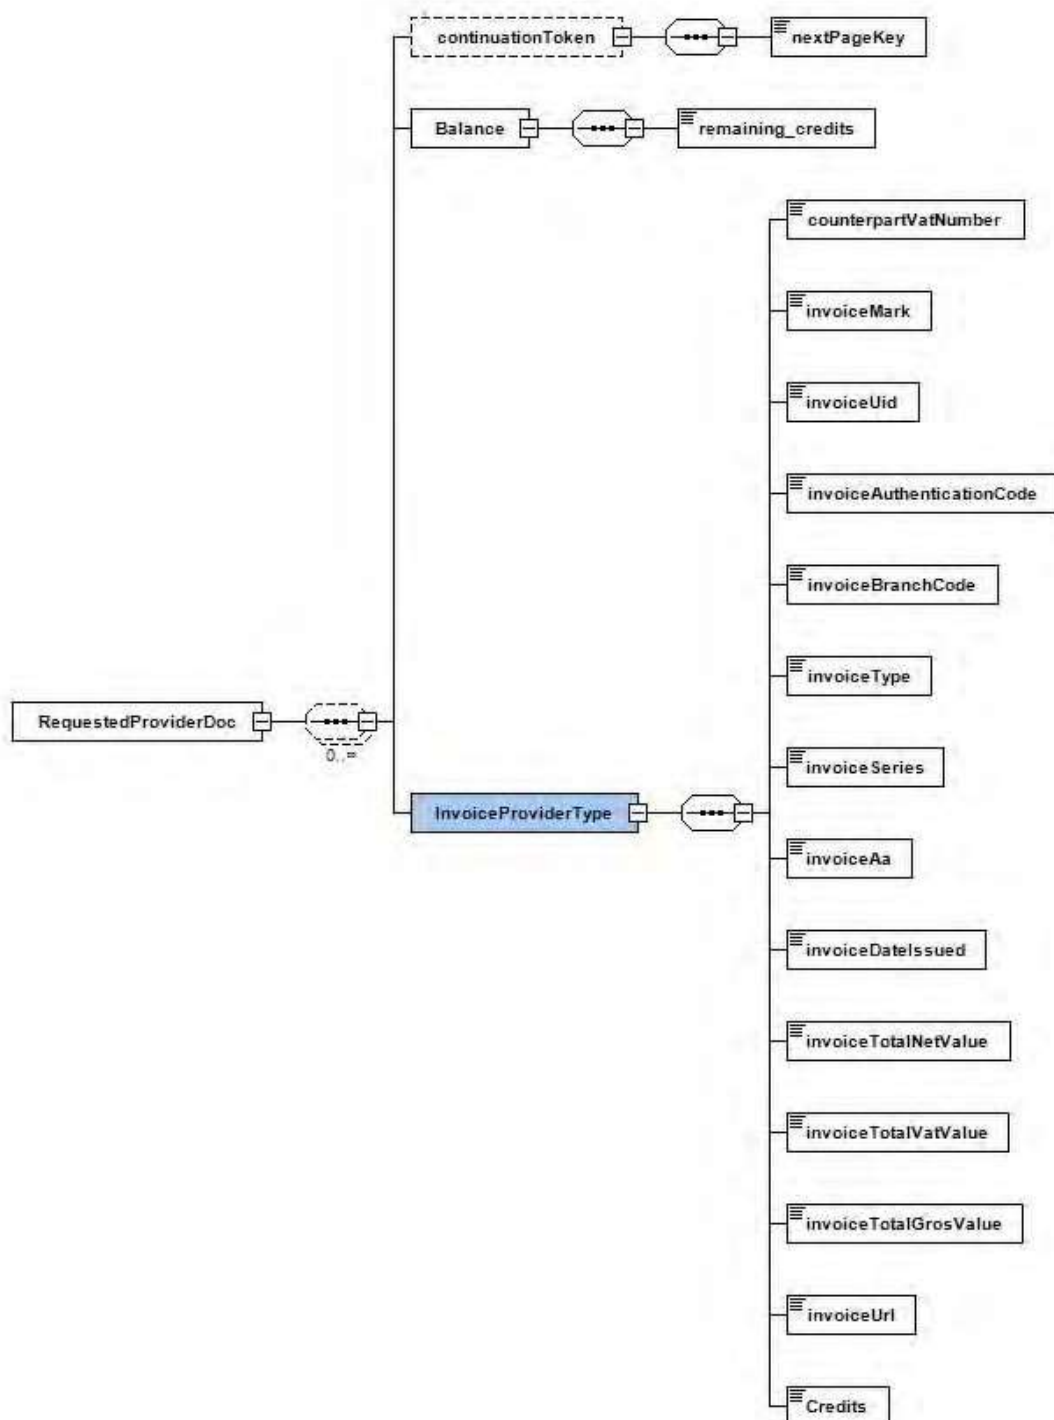 continuationToken
nextPageKey
Balance
remaining_credits
counterpartVatNumber
invoiceMark
invoiceUid
invoiceAuthenticationCode
invoiceBranchCode
invoiceType
RequestedProviderDoc
0..∞
invoiceSeries
InvoiceProviderType
invoiceAa
invoiceDateIssued
invoiceTotalNetValue
invoiceTotalVatValue
invoiceTotalGrosValue
invoiceUrl
Credits